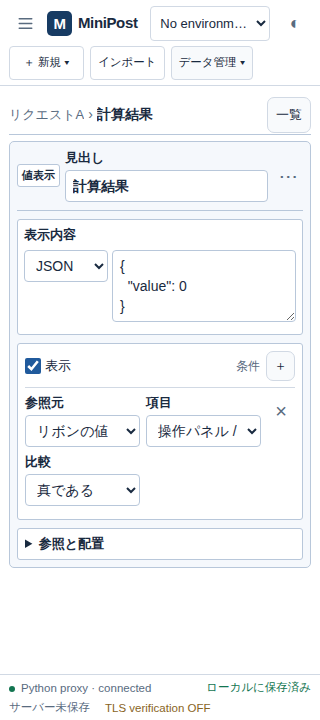 M MiniPost No environm…
＋ 新規 ▾ インポート データ管理 ▾
リクエストA › 計算結果 一覧
値表示 見出し
計算結果 …
表示内容
JSON {
"value": 0
}
表示 条件 ＋
参照元 項目 ×
リボンの値 操作パネル /
比較
真である
▶ 参照と配置
Python proxy · connected ローカルに保存済み
サーバー未保存 TLS verification OFF